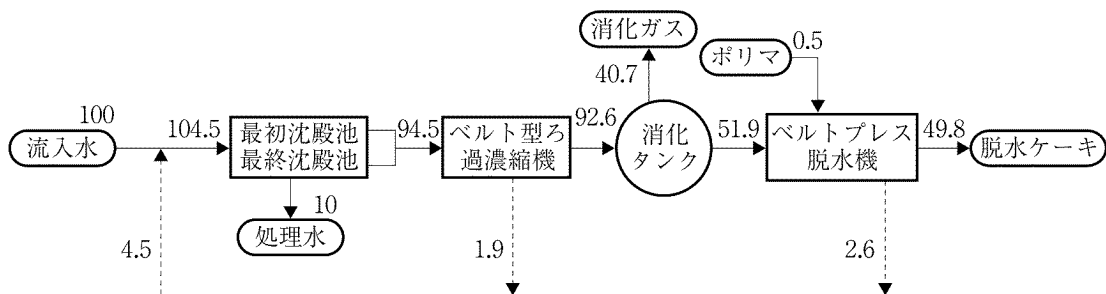 消化ガス
ポリマ
0.5
40.7
100
流入水
104.5
最初沈殿池
最終沈殿池
94.5
ベルト型ろ
過濃縮機
92.6
消化
タンク
51.9
ベルトプレス
脱水機
49.8
脱水ケーキ
10
処理水
4.5
1.9
2.6